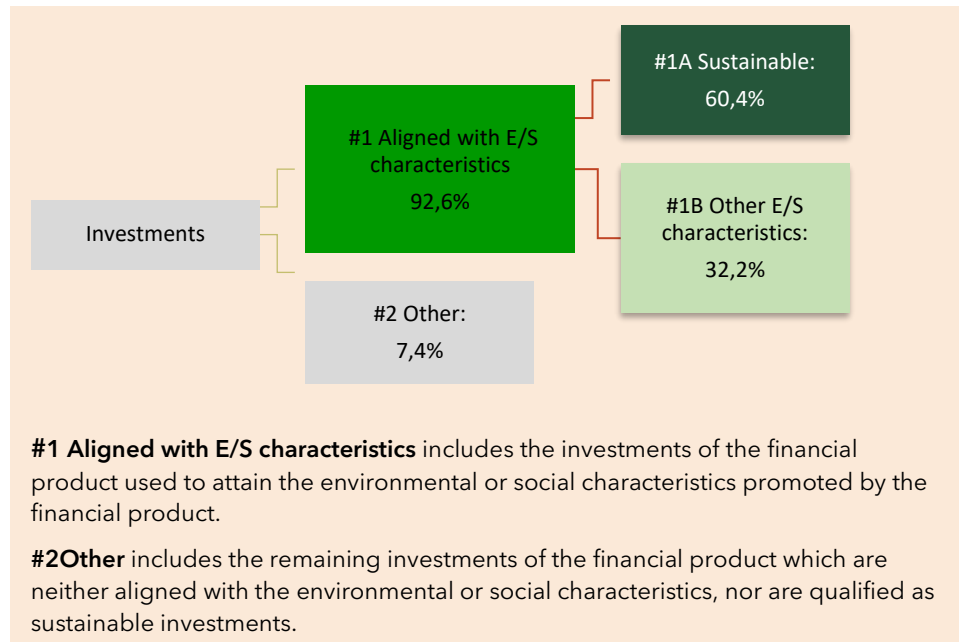 #1A Sustainable:
60,4%
#1 Aligned with E/S
characteristics
92,6%
#1B Other E/S
characteristics:
32,2%
Investments
#2 Other:
7,4%
#1 Aligned with E/S characteristics includes the investments of the financial
product used to attain the environmental or social characteristics promoted by the
financial product.
#2Other includes the remaining investments of the financial product which are
neither aligned with the environmental or social characteristics, nor are qualified as
sustainable investments.